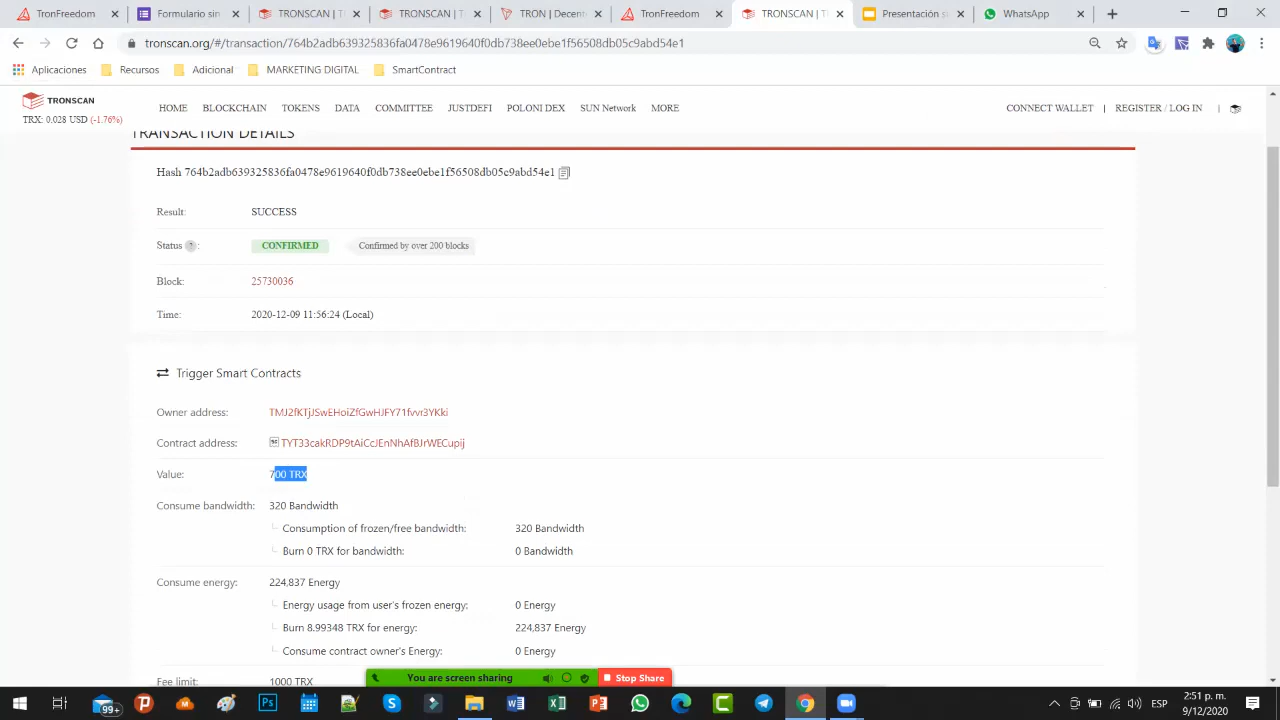 TronFreedom
Formulario sin
TRONSCAN | T
TRONSCAN | T
TRON | Decem
TronFreedom
TRONSCAN | T
Presentación si
WhatsApp
tronscan.org/#/transaction/764b2adb639325836fa0478e9619640f0db738ee0ebe1f56508db05c9abd54e1
Aplicaciones
Recursos
Adicional
MARKETING DIGITAL
SmartContract
TRONSCAN
TRX: 0.028 USD (-1.76%)
HOME
BLOCKCHAIN
TOKENS
DATA
COMMITTEE
JUSTDEFI
POLONI DEX
SUN Network
MORE
CONNECT WALLET | REGISTER / LOG IN |
TRANSACTION DETAILS
Hash 764b2adb639325836fa0478e9619640f0db738ee0ebe1f56508db05c9abd54e1
Result: SUCCESS
Status ? : CONFIRMED Confirmed by over 200 blocks
Block: 25730036
Time: 2020-12-09 11:56:24 (Local)
Trigger Smart Contracts
Owner address: TMJ2fKTjJSwEHoiZfGwHJFY71fvvr3YKki
Contract address: TYT33cakRDP9tAiCcJEnNhAfBJrWECupij
Value: 700 TRX
Consume bandwidth: 320 Bandwidth
Consumption of frozen/free bandwidth: 320 Bandwidth
Burn 0 TRX for bandwidth: 0 Bandwidth
Consume energy: 224,837 Energy
Energy usage from user's frozen energy: 0 Energy
Burn 8.99348 TRX for energy: 224,837 Energy
Consume contract owner's Energy: 0 Energy
Fee limit: 1000 TRX
You are screen sharing
Stop Share
99+
Ps
ESP
2:51 p. m.
9/12/2020